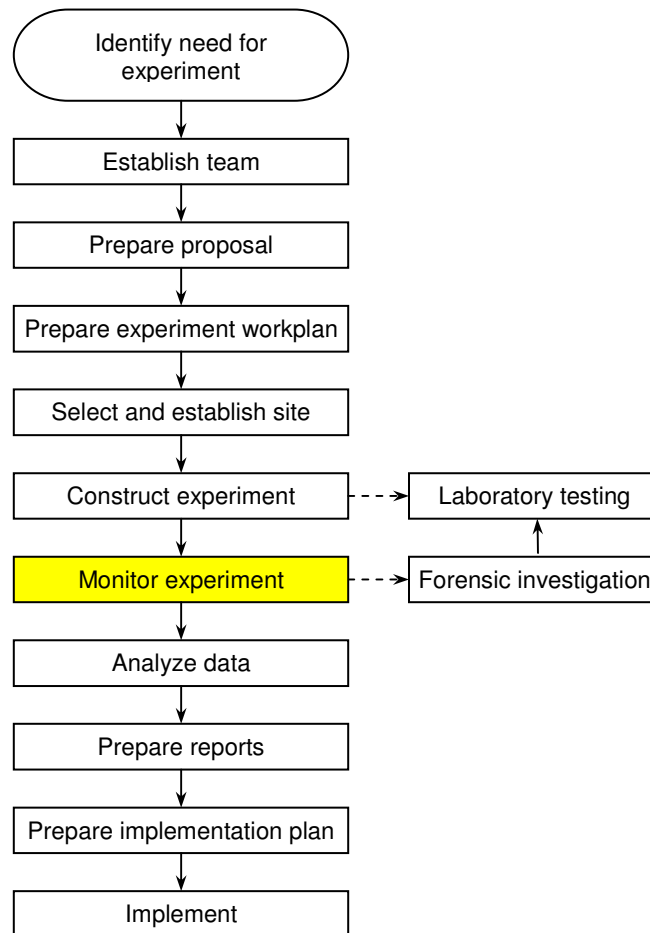 Identify need for
experiment
Establish team
Prepare proposal
Prepare experiment workplan
Select and establish site
Construct experiment
Laboratory testing
Monitor experiment
Forensic investigation
Analyze data
Prepare reports
Prepare implementation plan
Implement